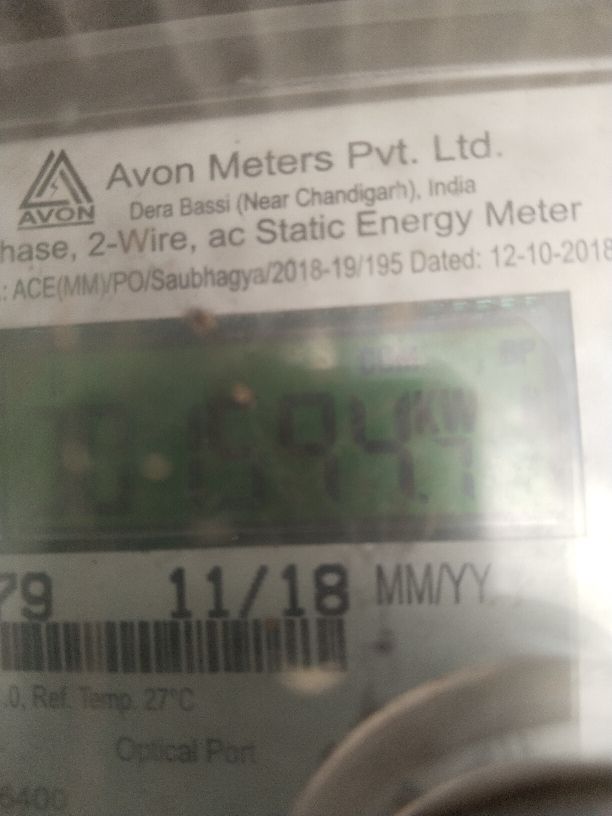 Avon Meters Pvt. Ltd.
AVON
Dera Bassi (Near Chandigarh), India
hase, 2-Wire, ac Static Energy Meter
.: ACE(MM)/PO/Saubhagya/2018-19/195 Dated: 12-10-2018
KW
79 11/18 MM/YY.
.0, Ref. Temp. 27°C
Optical Port
6400